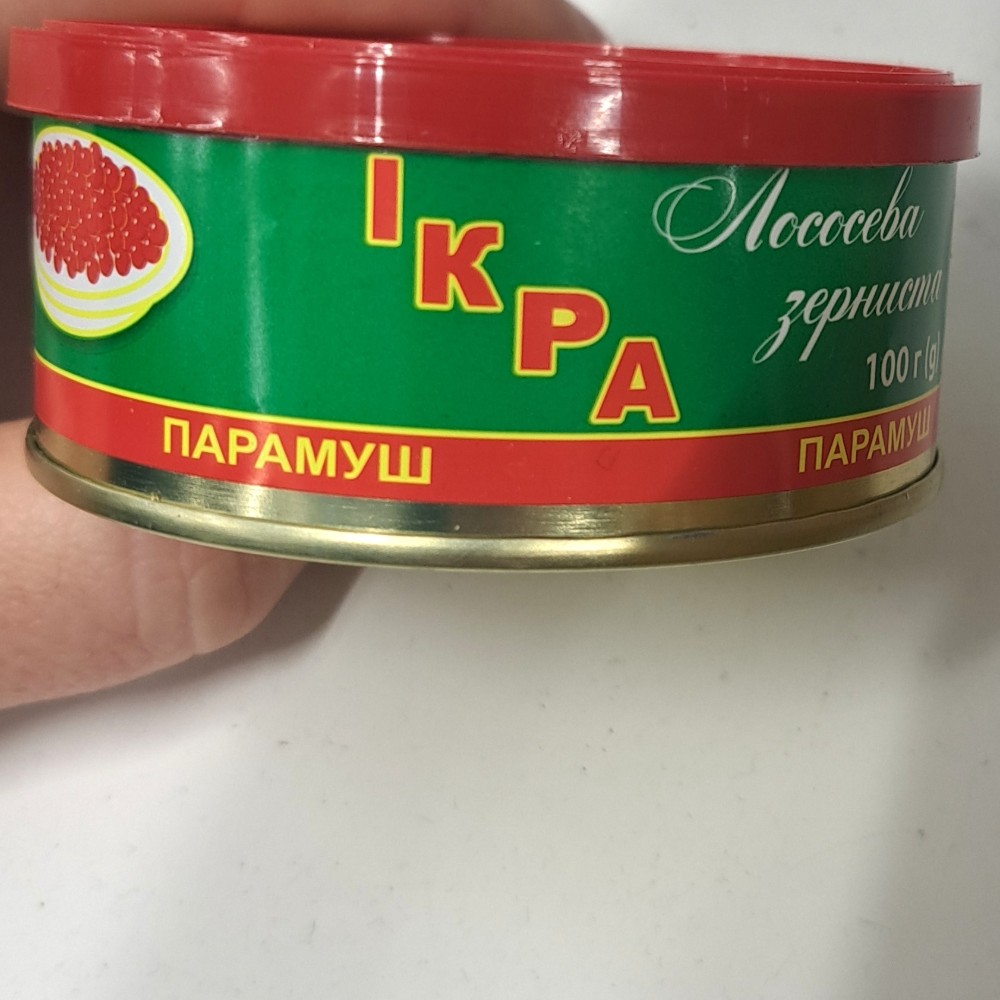 ІКРА
Лососева
зерниста
100 г (g)
ПАРАМУШ
ПАРАМУШ